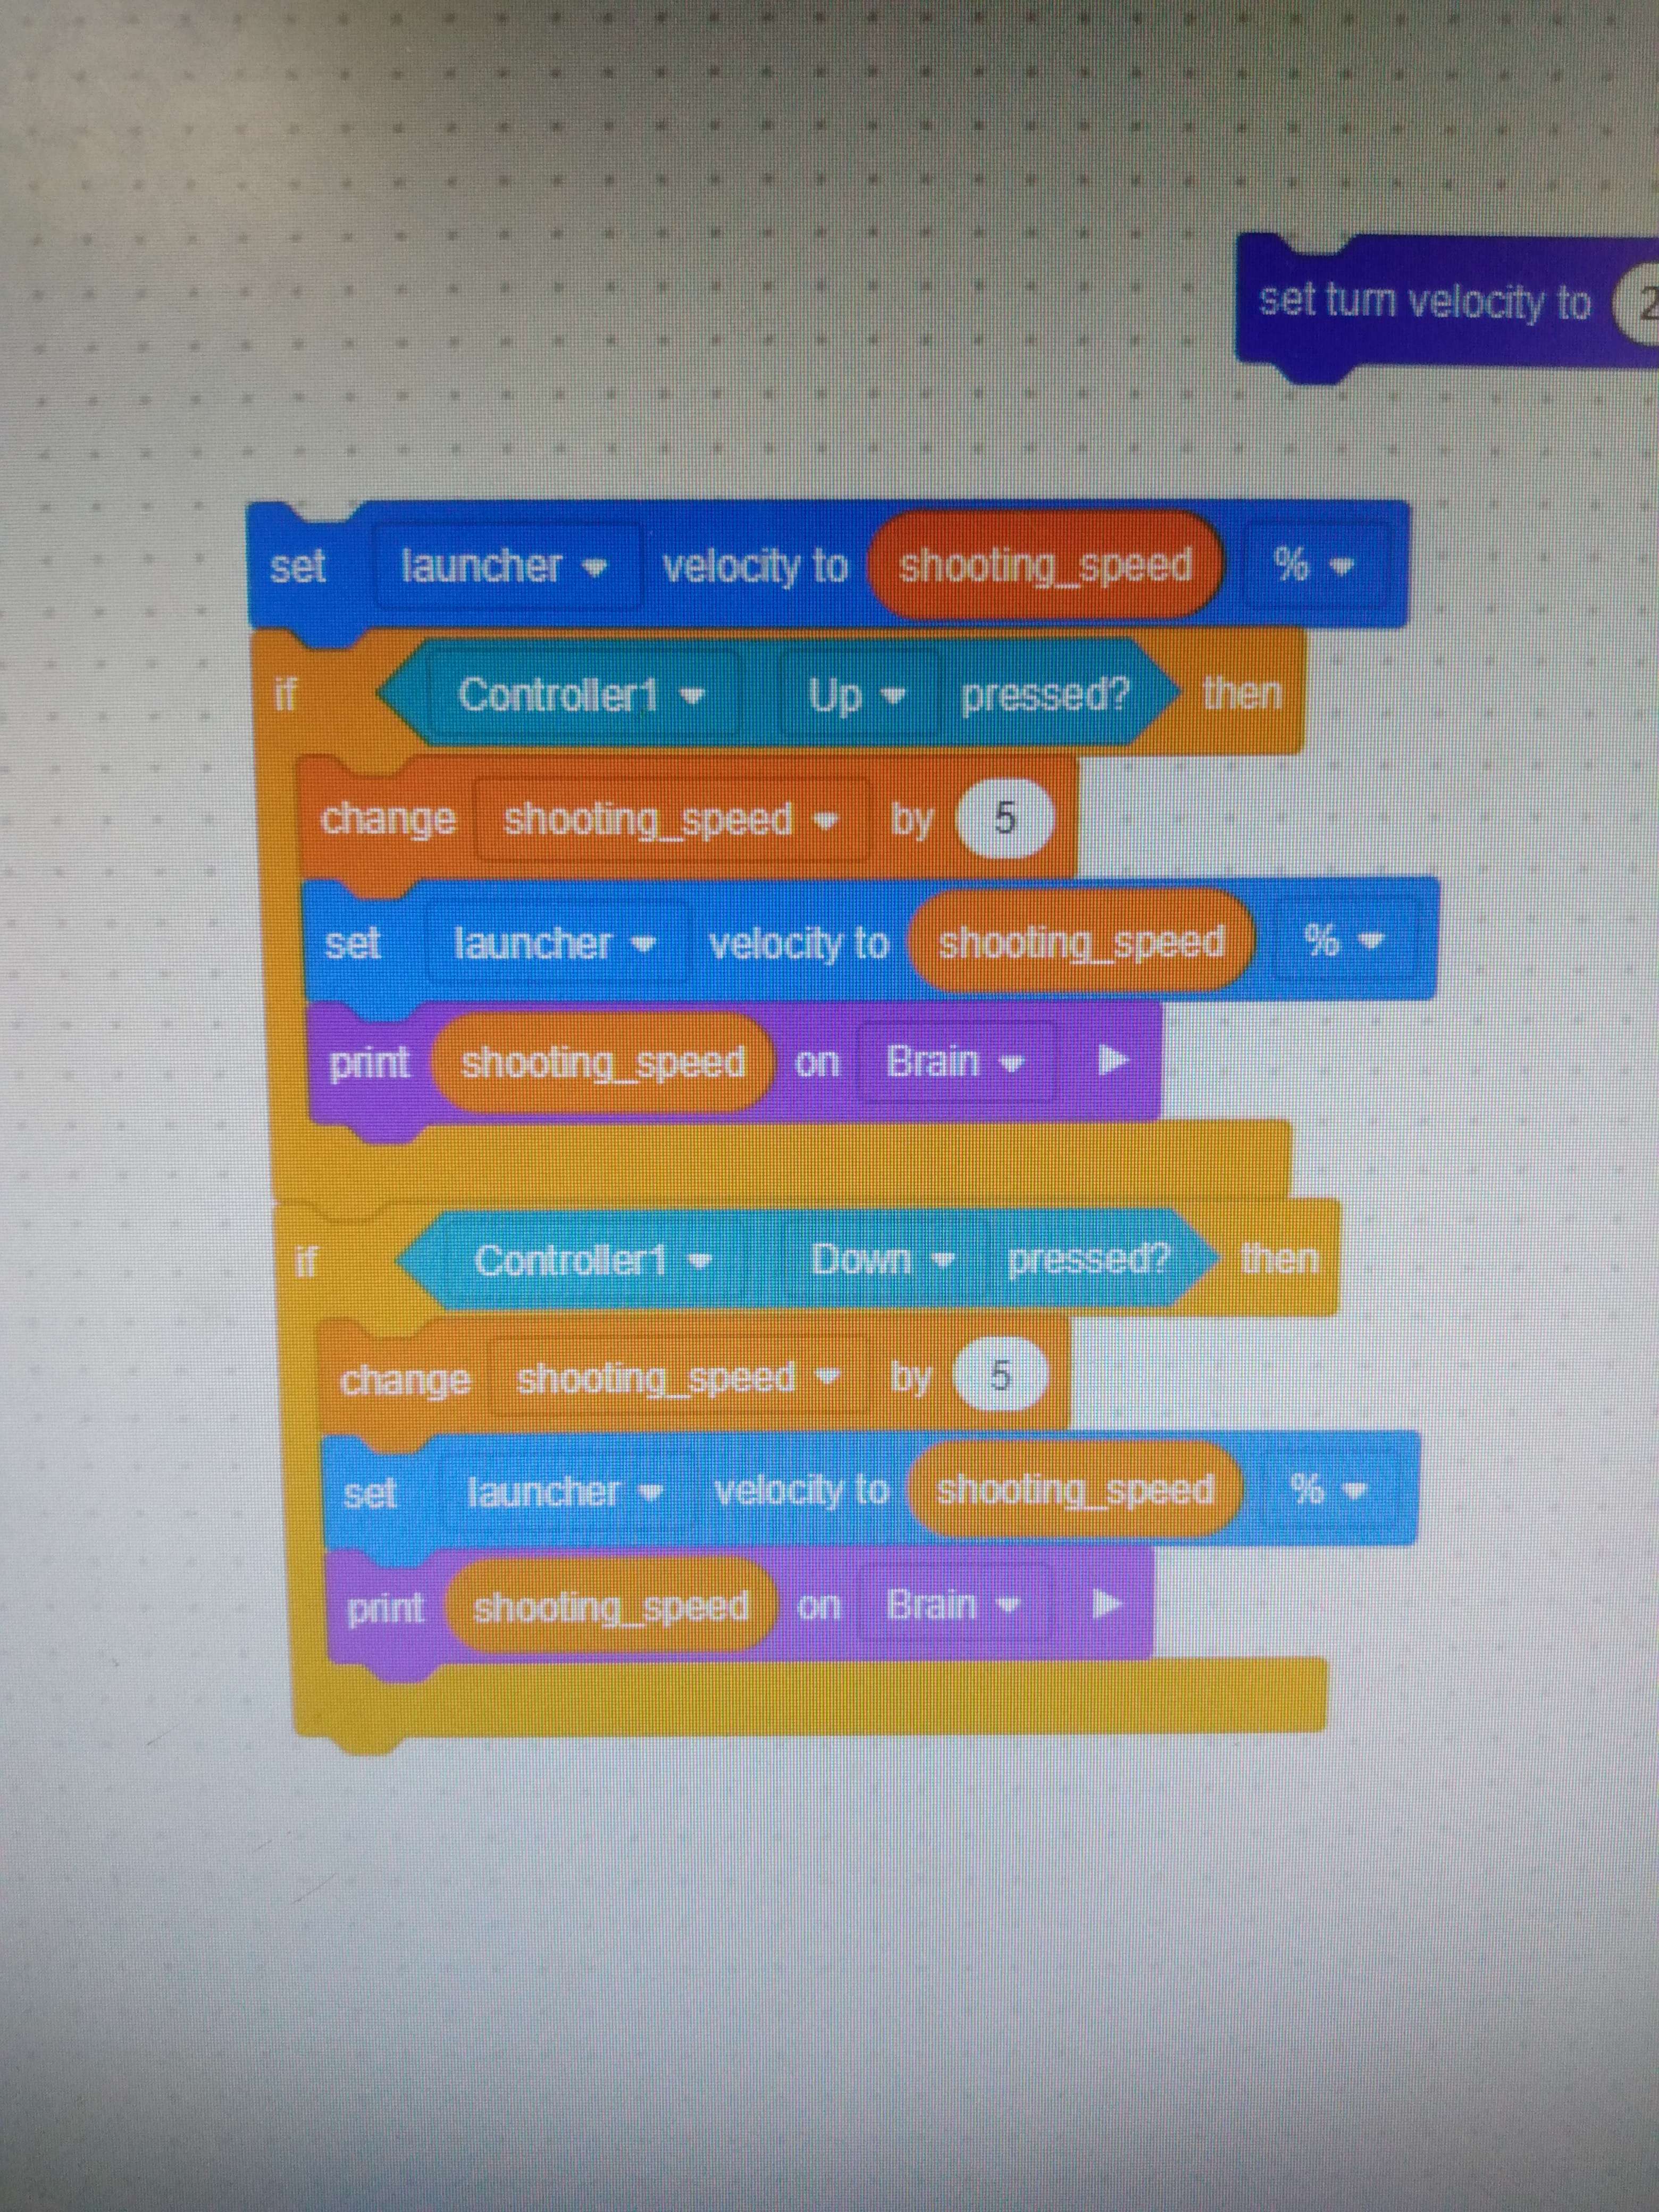 set turn velocity to 2
set launcher velocity to shooting_speed %
if Controller1 Up pressed? then
change shooting_speed by 5
set launcher velocity to shooting_speed %
print shooting_speed on Brain
if Controller1 Down pressed? then
change shooting_speed by 5
set launcher velocity to shooting_speed %
print shooting_speed on Brain